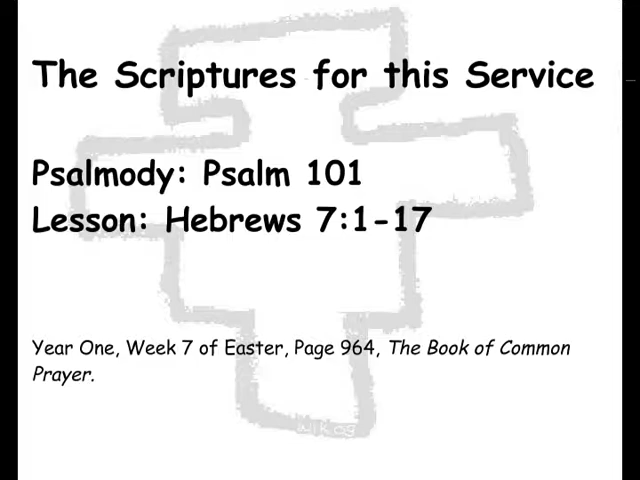 The Scriptures for this Service
Psalmody: Psalm 101
Lesson: Hebrews 7:1-17
Year One, Week 7 of Easter, Page 964, The Book of Common
Prayer.